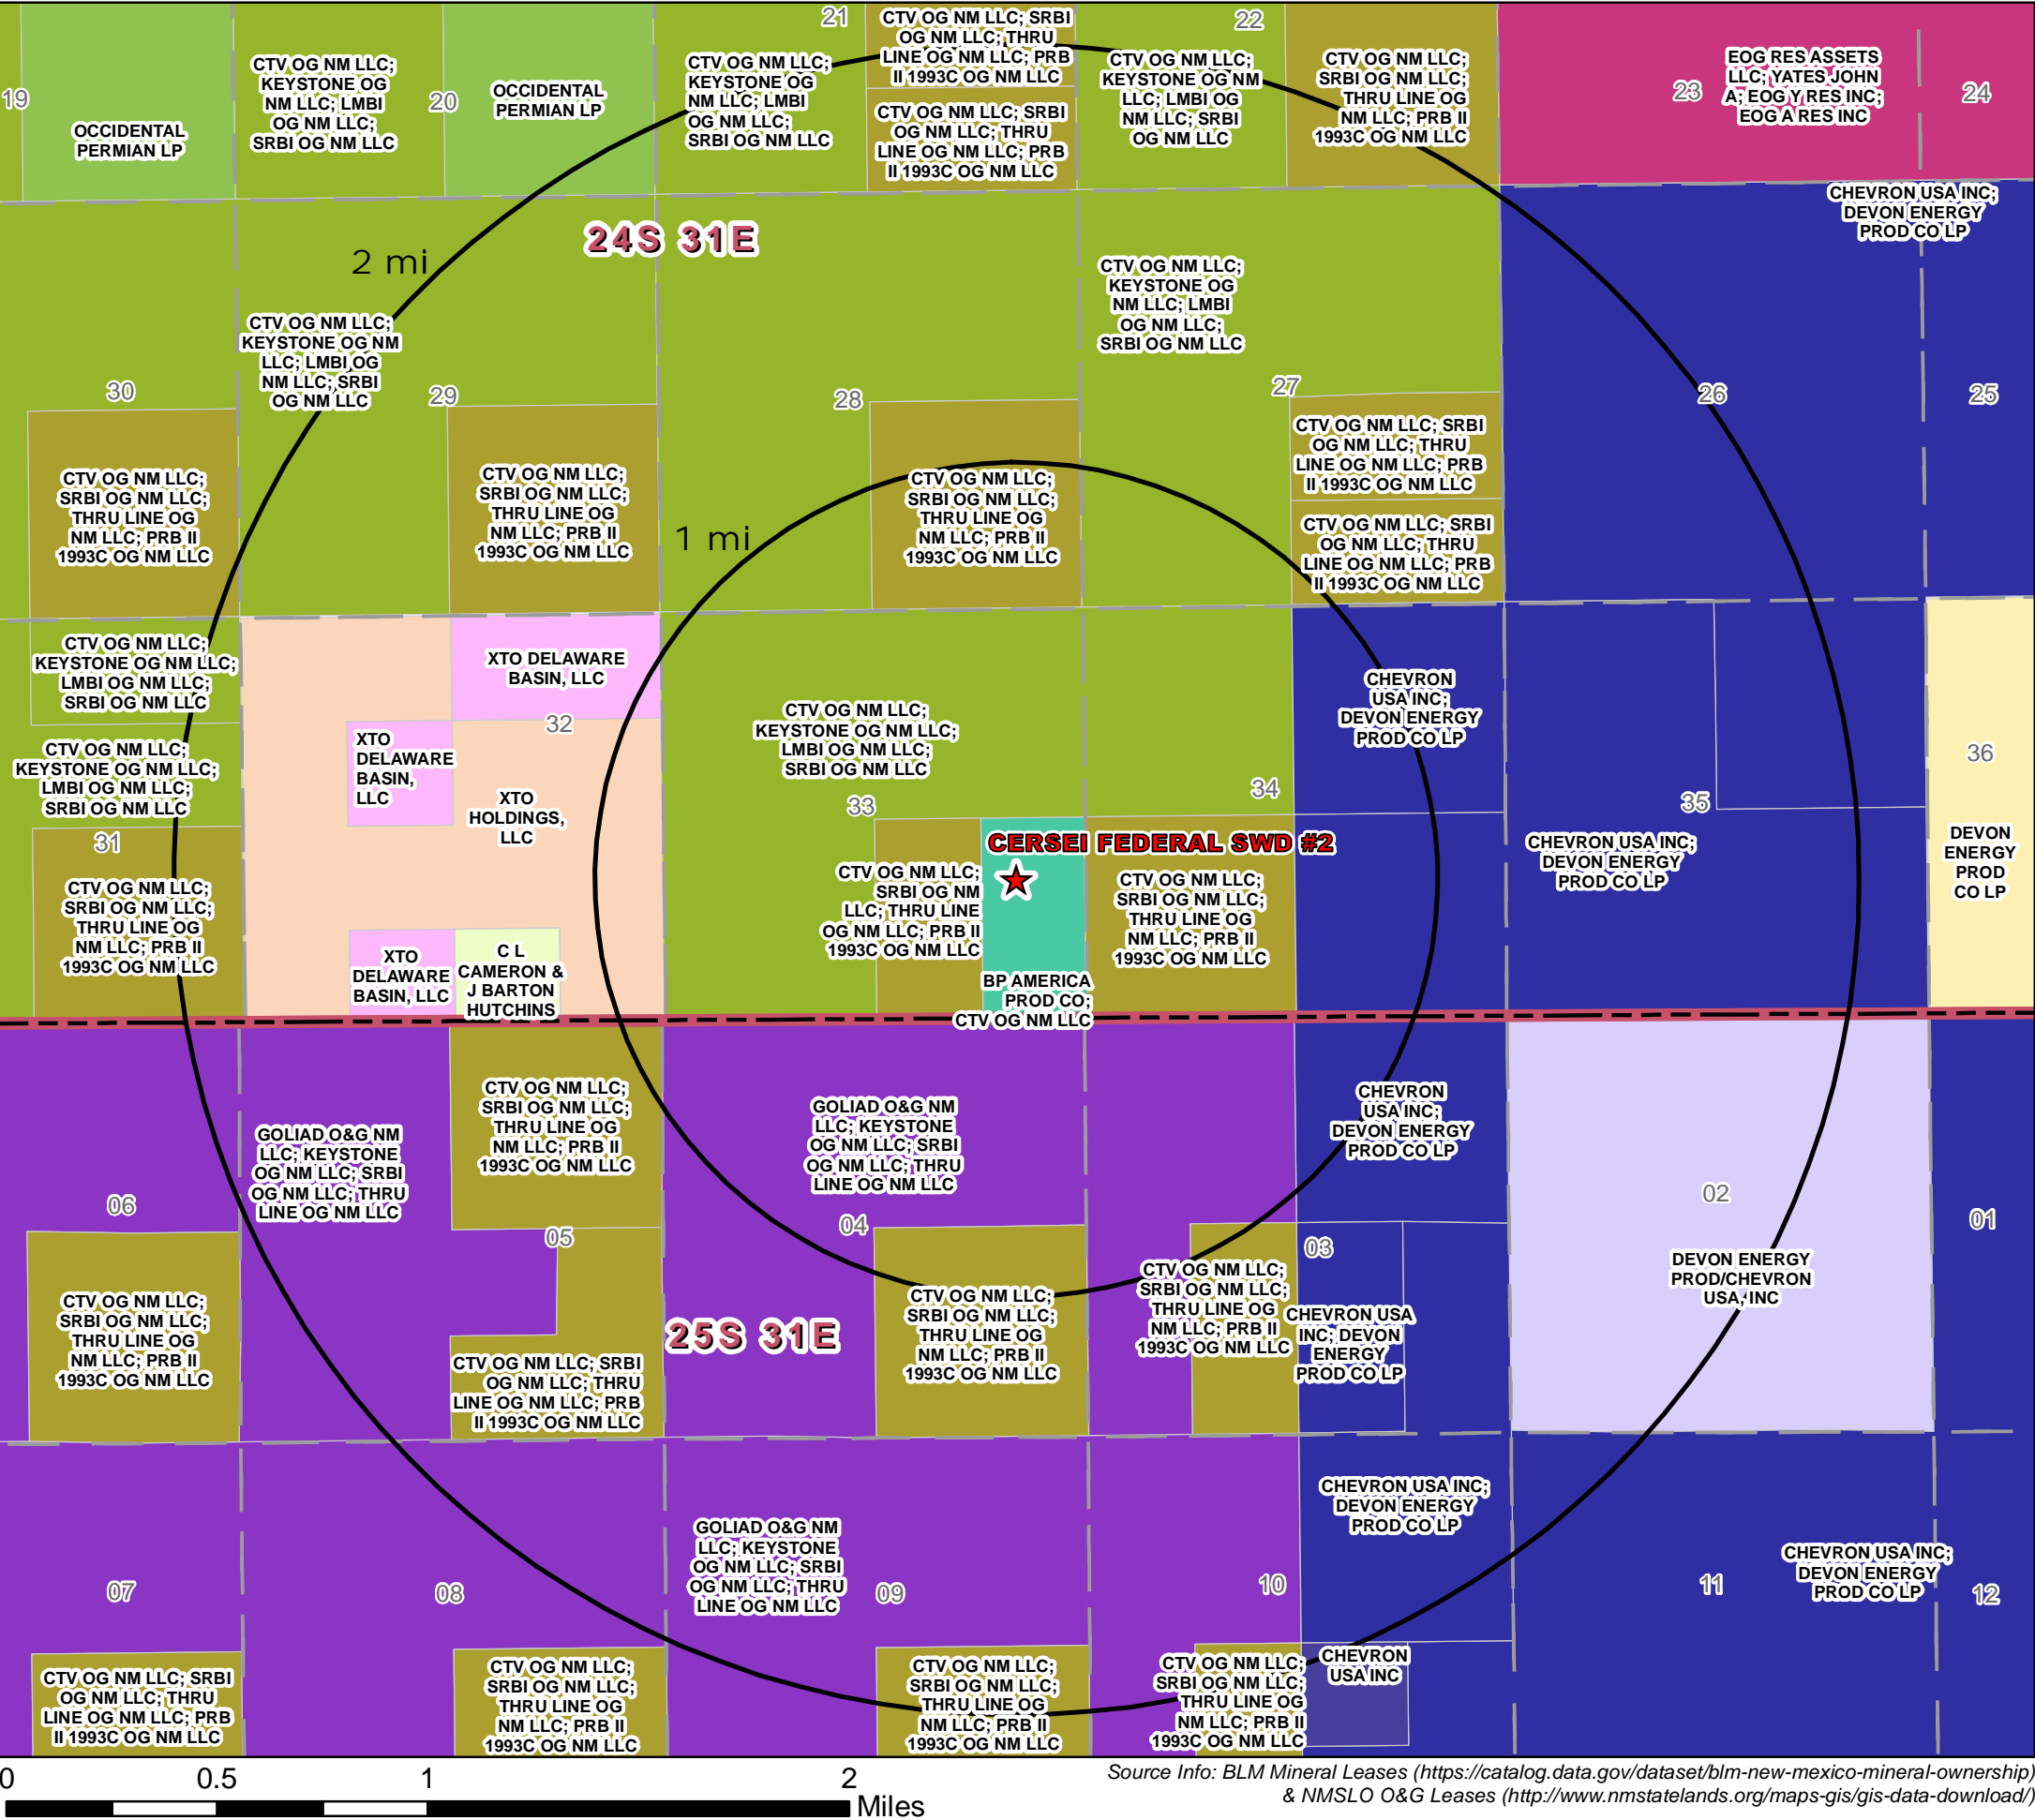 21
CTV OG NM LLC; SRBI
OG NM LLC; THRU
LINE OG NM LLC; PRB
II 1993C OG NM LLC
22
19
OCCIDENTAL
PERMIAN LP
CTV OG NM LLC;
KEYSTONE OG
NM LLC; LMBI
OG NM LLC;
SRBI OG NM LLC
20
OCCIDENTAL
PERMIAN LP
CTV OG NM LLC;
KEYSTONE OG
NM LLC; LMBI
OG NM LLC;
SRBI OG NM LLC
CTV OG NM LLC; SRBI
OG NM LLC; THRU
LINE OG NM LLC; PRB
II 1993C OG NM LLC
CTV OG NM LLC;
KEYSTONE OG NM
LLC; LMBI OG
NM LLC; SRBI
OG NM LLC
CTV OG NM LLC;
SRBI OG NM LLC;
THRU LINE OG
NM LLC; PRB II
1993C OG NM LLC
23
EOG RES ASSETS
LLC; YATES JOHN
A; EOG Y RES INC;
EOG A RES INC
24
CHEVRON USA INC;
DEVON ENERGY
PROD CO LP
24S 31E
2 mi
CTV OG NM LLC;
KEYSTONE OG NM
LLC; LMBI OG
NM LLC; SRBI
OG NM LLC
CTV OG NM LLC;
KEYSTONE OG
NM LLC; LMBI
OG NM LLC;
SRBI OG NM LLC
30
29
28
27
26
25
CTV OG NM LLC;
SRBI OG NM LLC;
THRU LINE OG
NM LLC; PRB II
1993C OG NM LLC
CTV OG NM LLC;
SRBI OG NM LLC;
THRU LINE OG
NM LLC; PRB II
1993C OG NM LLC
1 mi
CTV OG NM LLC;
SRBI OG NM LLC;
THRU LINE OG
NM LLC; PRB II
1993C OG NM LLC
CTV OG NM LLC; SRBI
OG NM LLC; THRU
LINE OG NM LLC; PRB
II 1993C OG NM LLC
CTV OG NM LLC; SRBI
OG NM LLC; THRU
LINE OG NM LLC; PRB
II 1993C OG NM LLC
CTV OG NM LLC;
KEYSTONE OG NM LLC;
LMBI OG NM LLC;
SRBI OG NM LLC
XTO DELAWARE
BASIN, LLC
32
XTO
DELAWARE
BASIN,
LLC
CTV OG NM LLC;
KEYSTONE OG NM LLC;
LMBI OG NM LLC;
SRBI OG NM LLC
CHEVRON
USA INC;
DEVON ENERGY
PROD CO LP
CTV OG NM LLC;
KEYSTONE OG NM LLC;
LMBI OG NM LLC;
SRBI OG NM LLC
XTO
HOLDINGS,
LLC
33
34
35
36
31
CERSEI FEDERAL SWD #2
CTV OG NM LLC;
SRBI OG NM LLC;
THRU LINE OG
NM LLC; PRB II
1993C OG NM LLC
CTV OG NM LLC;
SRBI OG NM
LLC; THRU LINE
OG NM LLC; PRB II
1993C OG NM LLC
CTV OG NM LLC;
SRBI OG NM LLC;
THRU LINE OG
NM LLC; PRB II
1993C OG NM LLC
CHEVRON USA INC;
DEVON ENERGY
PROD CO LP
DEVON
ENERGY
PROD
CO LP
XTO
DELAWARE
BASIN, LLC
C L
CAMERON &
J BARTON
HUTCHINS
BP AMERICA
PROD CO;
CTV OG NM LLC
GOLIAD O&G NM
LLC; KEYSTONE
OG NM LLC; SRBI
OG NM LLC; THRU
LINE OG NM LLC
CTV OG NM LLC;
SRBI OG NM LLC;
THRU LINE OG
NM LLC; PRB II
1993C OG NM LLC
GOLIAD O&G NM
LLC; KEYSTONE
OG NM LLC; SRBI
OG NM LLC; THRU
LINE OG NM LLC
CHEVRON
USA INC;
DEVON ENERGY
PROD CO LP
06
05
04
03
02
01
CTV OG NM LLC;
SRBI OG NM LLC;
THRU LINE OG
NM LLC; PRB II
1993C OG NM LLC
CTV OG NM LLC; SRBI
OG NM LLC; THRU
LINE OG NM LLC; PRB
II 1993C OG NM LLC
25S 31E
CTV OG NM LLC;
SRBI OG NM LLC;
THRU LINE OG
NM LLC; PRB II
1993C OG NM LLC
CTV OG NM LLC;
SRBI OG NM LLC;
THRU LINE OG
NM LLC; PRB II
1993C OG NM LLC
CHEVRON USA
INC; DEVON
ENERGY
PROD CO LP
DEVON ENERGY
PROD/CHEVRON
USA, INC
CHEVRON USA INC;
DEVON ENERGY
PROD CO LP
GOLIAD O&G NM
LLC; KEYSTONE
OG NM LLC; SRBI
OG NM LLC; THRU
LINE OG NM LLC
CHEVRON USA INC;
DEVON ENERGY
PROD CO LP
07
08
09
10
11
12
CTV OG NM LLC; SRBI
OG NM LLC; THRU
LINE OG NM LLC; PRB
II 1993C OG NM LLC
CTV OG NM LLC;
SRBI OG NM LLC;
THRU LINE OG
NM LLC; PRB II
1993C OG NM LLC
CTV OG NM LLC;
SRBI OG NM LLC;
THRU LINE OG
NM LLC; PRB II
1993C OG NM LLC
CTV OG NM LLC;
SRBI OG NM LLC;
THRU LINE OG
NM LLC; PRB II
1993C OG NM LLC
CHEVRON
USA INC
0 0.5 1 2
Miles
Source Info: BLM Mineral Leases (https://catalog.data.gov/dataset/blm-new-mexico-mineral-ownership)
& NMSLO O&G Leases (http://www.nmstatelands.org/maps-gis/gis-data-download/)